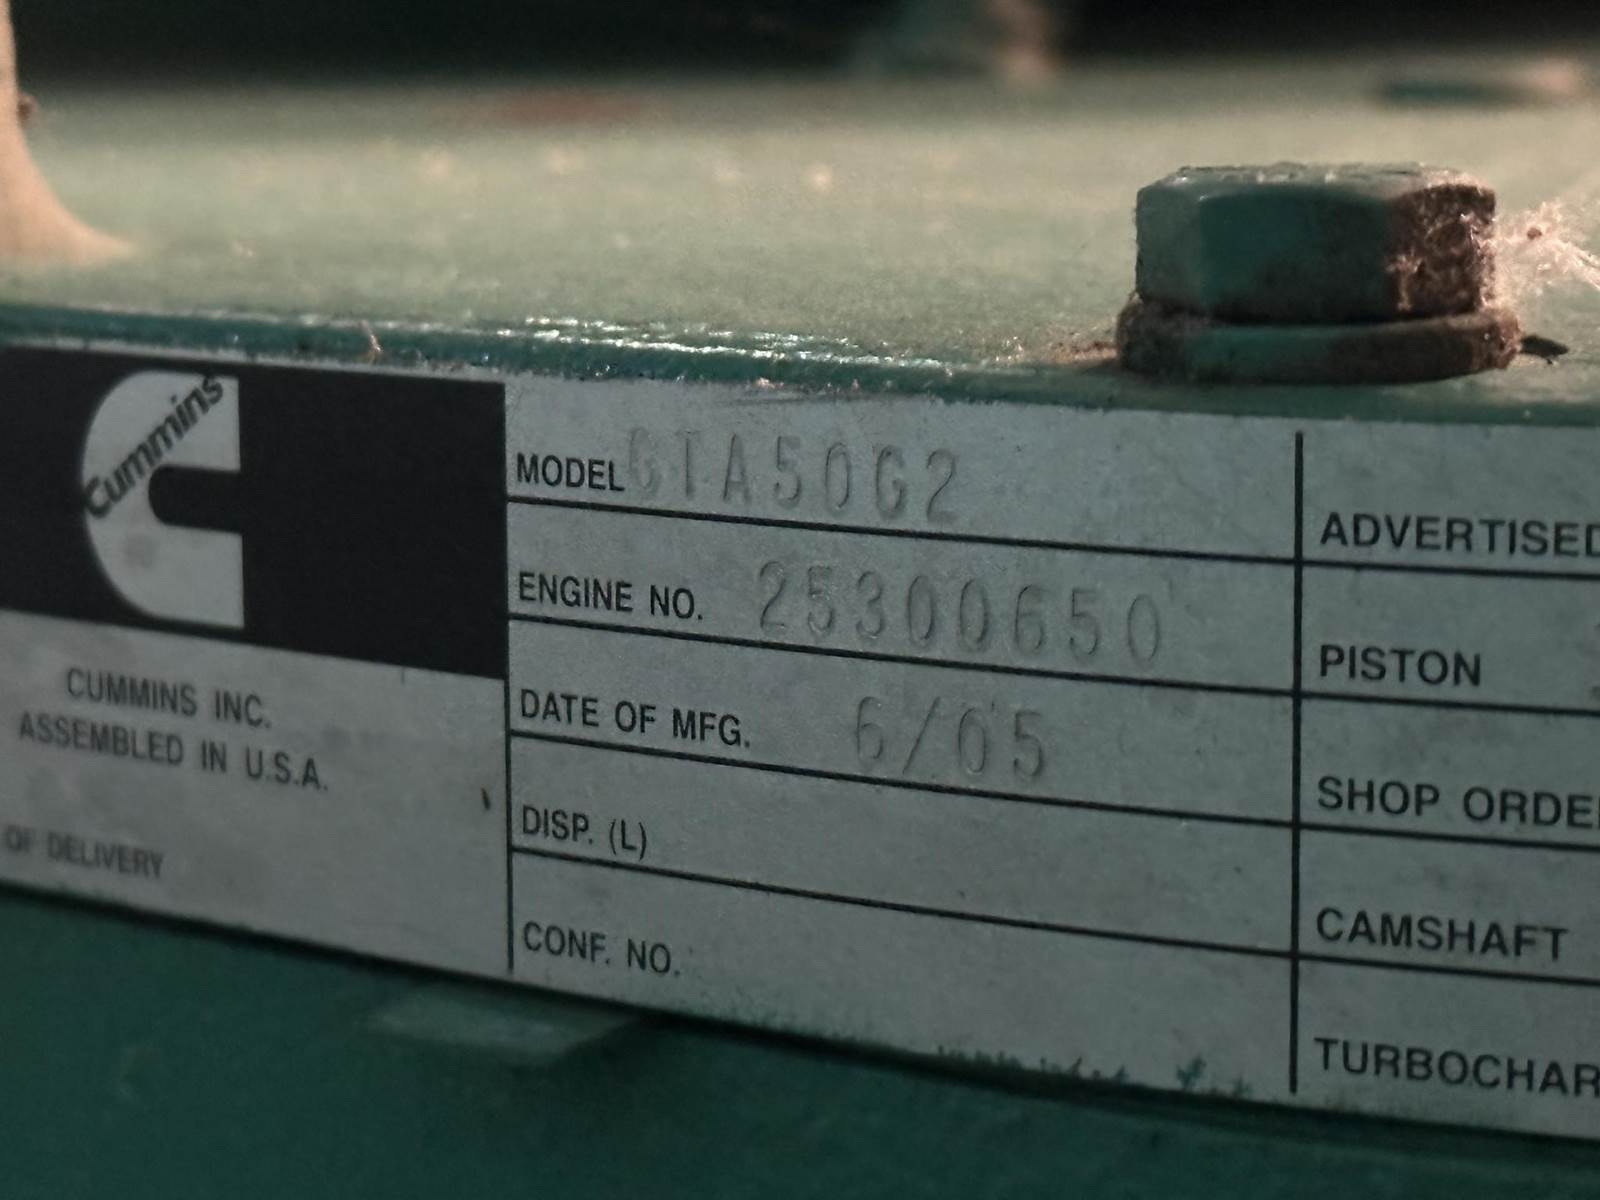 Cummins
CUMMINS INC.
ASSEMBLED IN U.S.A.
OF DELIVERY
MODEL GTA50G2
ENGINE NO. 25300650
DATE OF MFG. 6/05
DISP. (L)
CONF. NO.
ADVERTISED
PISTON
SHOP ORDE
CAMSHAFT
TURBOCHAR